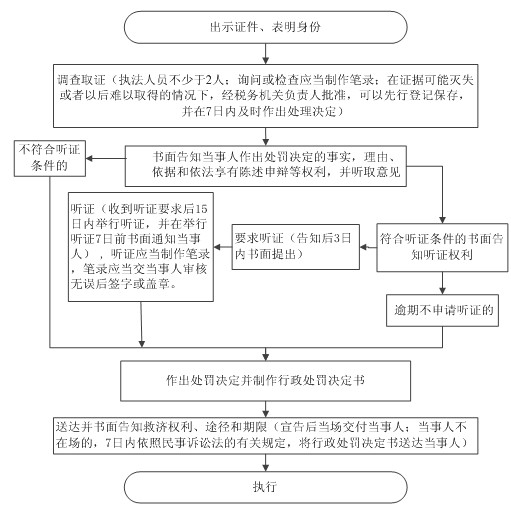 出示证件、表明身份
调查取证（执法人员不少于2人；询问或检查应当制作笔录；在证据可能灭失
或者以后难以取得的情况下，经税务机关负责人批准，可以先行登记保存，
并在7日内及时作出处理决定）
不符合听证
条件的
书面告知当事人作出处罚决定的事实，理由、
依据和依法享有陈述申辩等权利，并听取意见
听证（收到听证要求后15
日内举行听证，并在举行
听证7日前书面通知当事
人），听证应当制作笔录
，笔录应当交当事人审核
无误后签字或盖章。
要求听证（告知后3日
内书面提出）
符合听证条件的书面告
知听证权利
逾期不申请听证的
作出处罚决定并制作行政处罚决定书
送达并书面告知救济权利、途径和期限（宣告后当场交付当事人；当事人不
在场的，7日内依照民事诉讼法的有关规定，将行政处罚决定书送达当事人）
执行